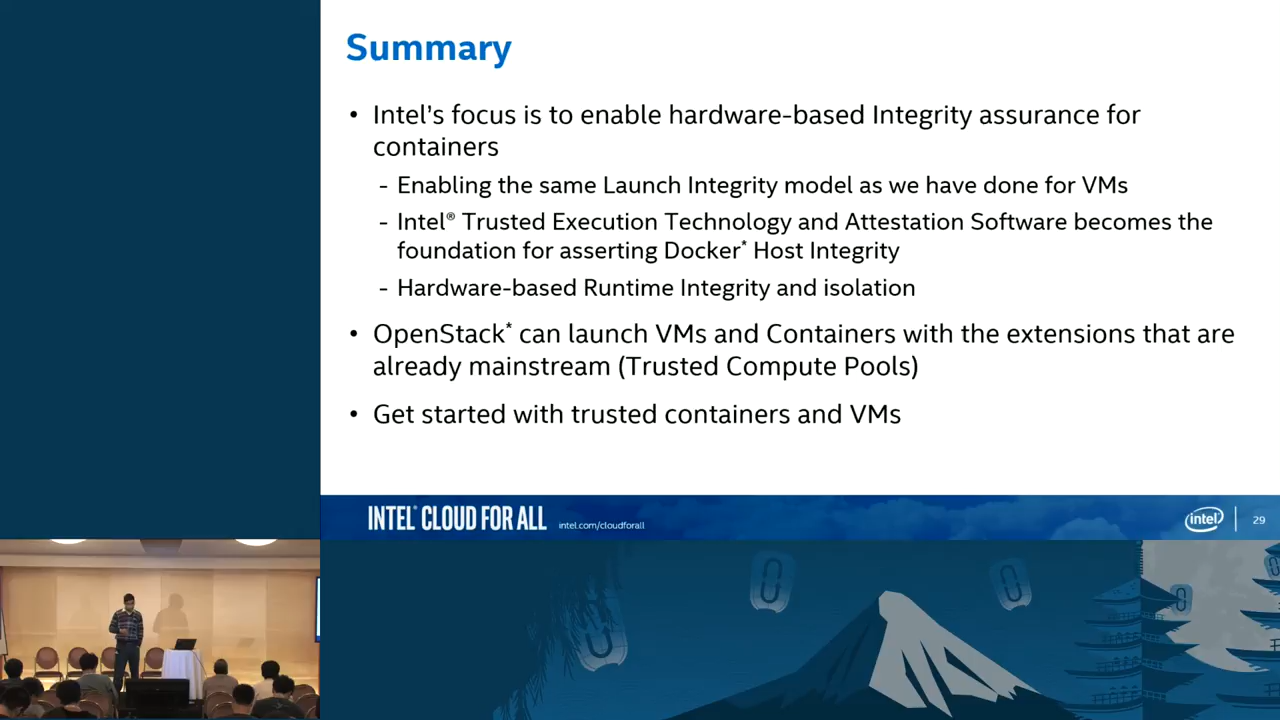 Summary
• Intel’s focus is to enable hardware-based Integrity assurance for
containers
- Enabling the same Launch Integrity model as we have done for VMs
- Intel® Trusted Execution Technology and Attestation Software becomes the
foundation for asserting Docker* Host Integrity
- Hardware-based Runtime Integrity and isolation
• OpenStack* can launch VMs and Containers with the extensions that are
already mainstream (Trusted Compute Pools)
• Get started with trusted containers and VMs
INTEL® CLOUD FOR ALL intel.com/cloudforall intel 29